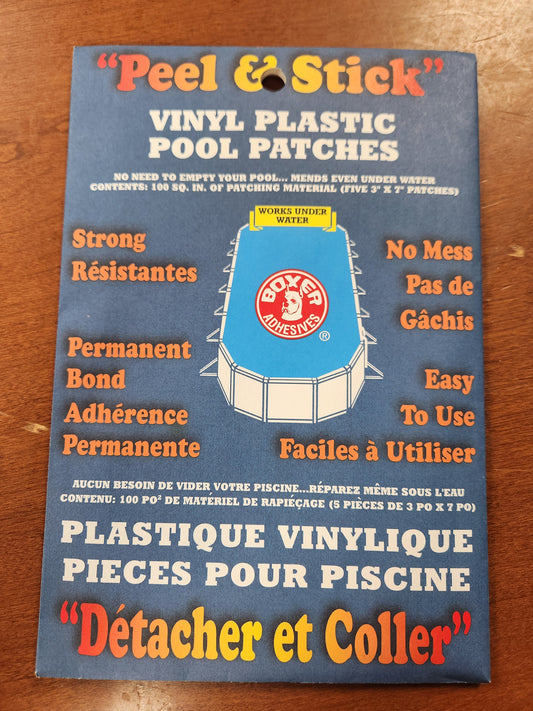 "Peel & Stick"
VINYL PLASTIC
POOL PATCHES
NO NEED TO EMPTY YOUR POOL... MENDS EVEN UNDER WATER
CONTENTS: 100 SQ. IN. OF PATCHING MATERIAL (FIVE 3" X 7" PATCHES)
WORKS UNDER
WATER
Strong
Résistantes
No Mess
Pas de
Gâchis
BOXER
ADHESIVES
®
Permanent
Bond
Adhérence
Permanente
Easy
To Use
Faciles à Utiliser
AUCUN BESOIN DE VIDER VOTRE PISCINE...RÉPAREZ MÊME SOUS L'EAU
CONTENU: 100 PO² DE MATÉRIEL DE RAPIÉÇAGE (5 PIÈCES DE 3 PO X 7 PO)
PLASTIQUE VINYLIQUE
PIECES POUR PISCINE
"Détacher et Coller"